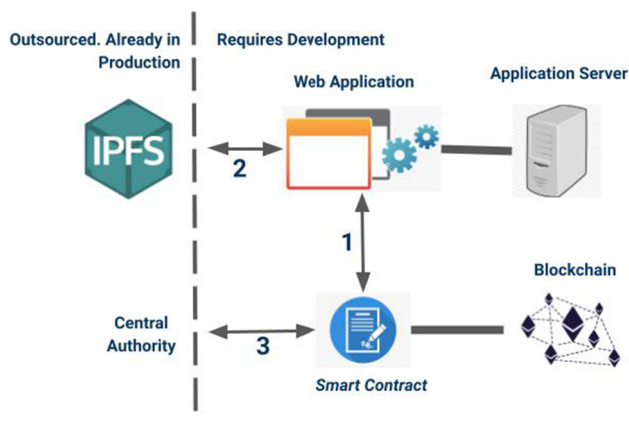 Outsourced. Already in
Production
Requires Development
Web Application
Application Server
IPFS
2
1
Blockchain
Central
Authority
3
Smart Contract